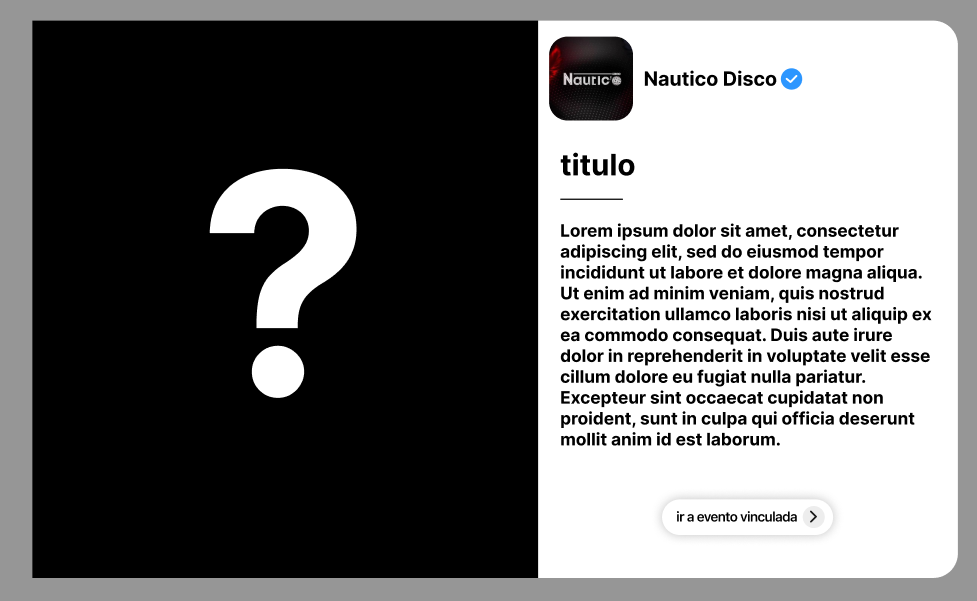 ?
Nautico
Nautico Disco
titulo
Lorem ipsum dolor sit amet, consectetur
adipiscing elit, sed do eiusmod tempor
incididunt ut labore et dolore magna aliqua.
Ut enim ad minim veniam, quis nostrud
exercitation ullamco laboris nisi ut aliquip ex
ea commodo consequat. Duis aute irure
dolor in reprehenderit in voluptate velit esse
cillum dolore eu fugiat nulla pariatur.
Excepteur sint occaecat cupidatat non
proident, sunt in culpa qui officia deserunt
mollit anim id est laborum.
ir a evento vinculada